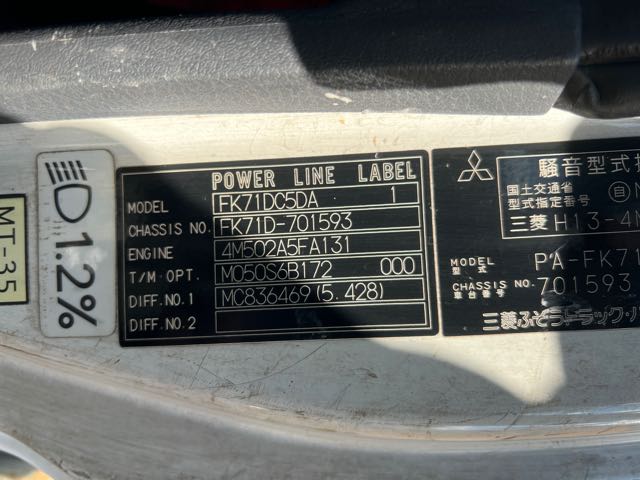 MT-35
1.2%
POWER LINE LABEL
MODEL FK71DC5DA 1
CHASSIS NO. FK71D-701593
ENGINE 4M502A5FA131
T/M OPT. M050S6B172 000
DIFF. NO.1 MC836469(5.428)
DIFF. NO.2
騒音型式
国土交通省
型式指定番号 自
三菱 H13-4
MODEL
型式
PA-FK71
CHASSIS NO.
車台番号
701593
三菱ふそうトラック・バ